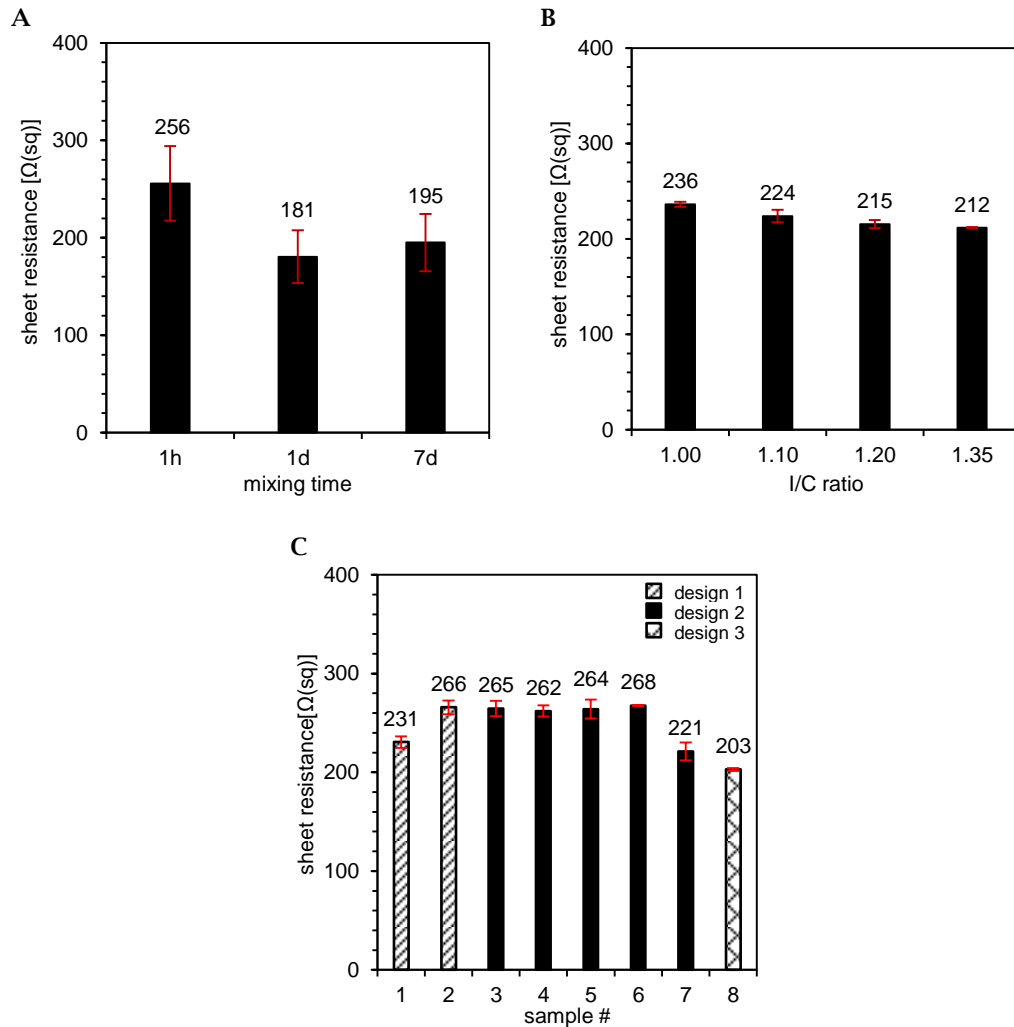 A
400
300
200
100
0
sheet resistance [Ω(sq)]
256
181
195
1h 1d 7d
mixing time
B
400
300
200
100
0
sheet resistance [Ω(sq)]
236
224
215
212
1.00 1.10 1.20 1.35
I/C ratio
C
400
300
200
100
0
sheet resistance[Ω(sq)]
design 1
design 2
design 3
231
266
265
262
264
268
221
203
1 2 3 4 5 6 7 8
sample #